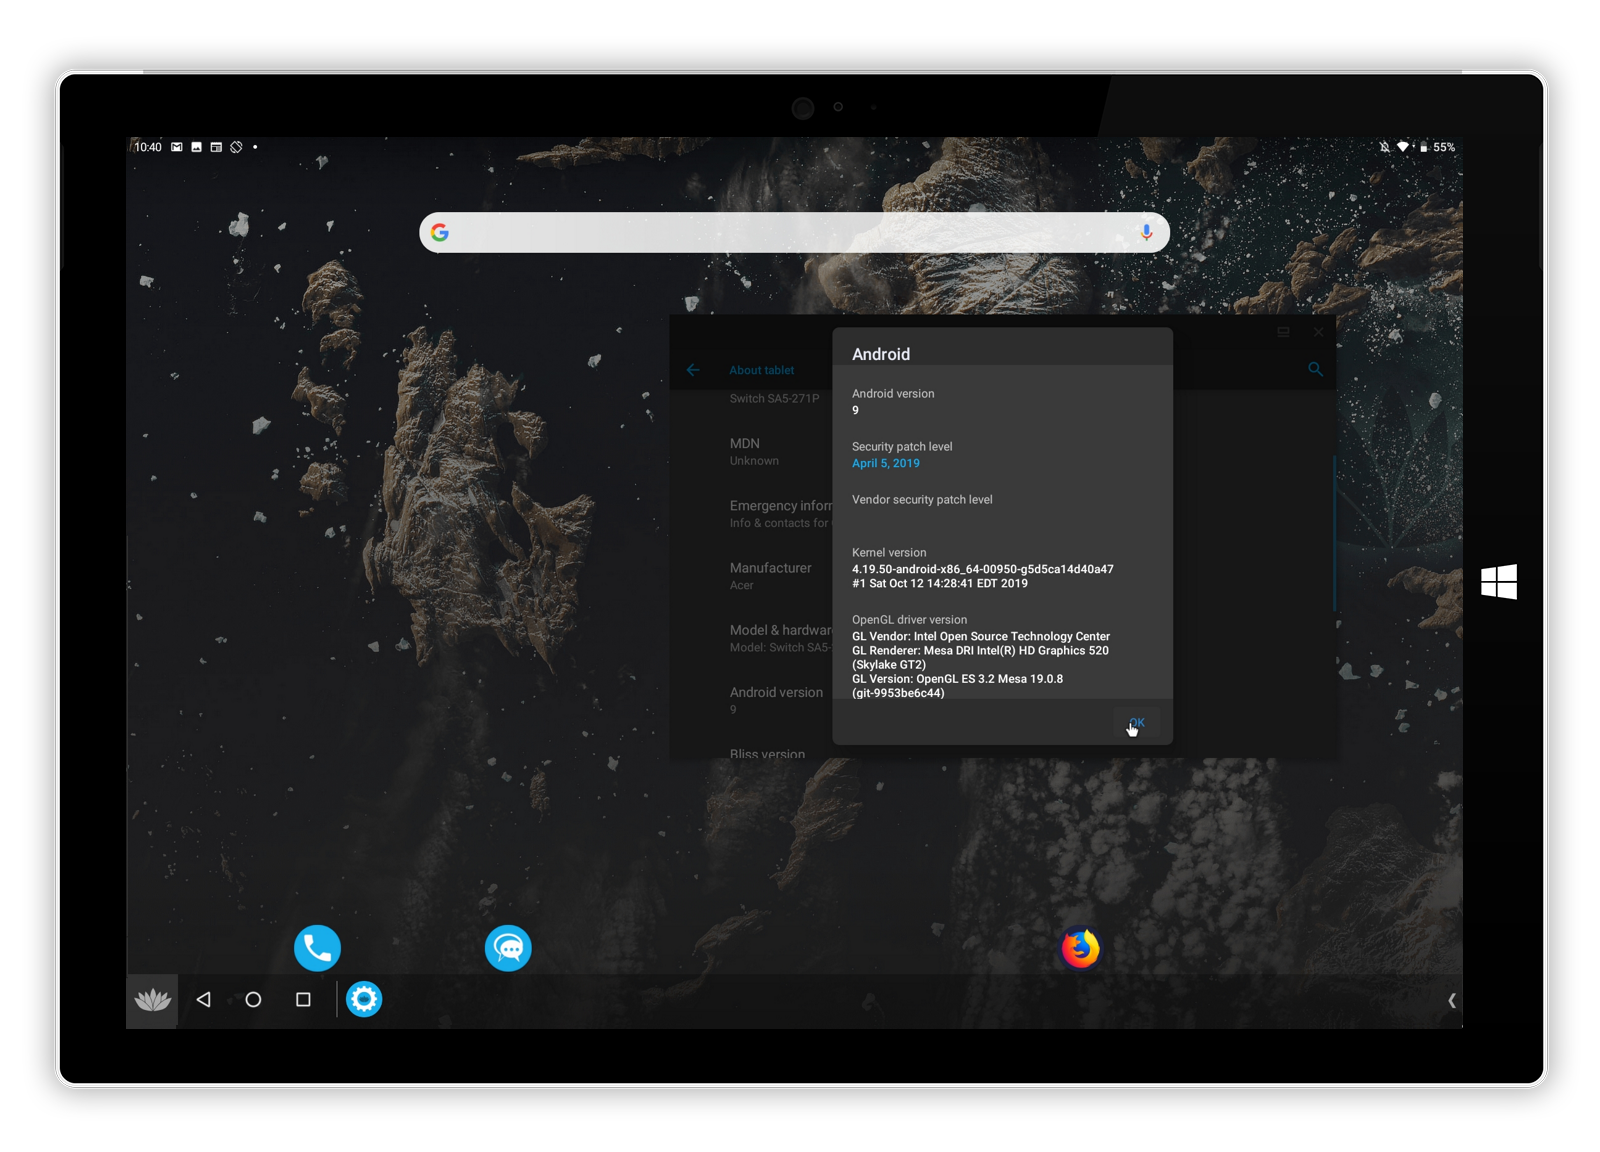 10:40
55%
About tablet
Switch SA5-271P
MDN
Unknown
Emergency infor
Info & contacts for
Manufacturer
Acer
Model & hardwar
Model: Switch SA5-
Android version
9
Bliss version
Android
Android version
9
Security patch level
April 5, 2019
Vendor security patch level
Kernel version
4.19.50-android-x86_64-00950-g5d5ca14d40a47
#1 Sat Oct 12 14:28:41 EDT 2019
OpenGL driver version
GL Vendor: Intel Open Source Technology Center
GL Renderer: Mesa DRI Intel(R) HD Graphics 520
(Skylake GT2)
GL Version: OpenGL ES 3.2 Mesa 19.0.8
(git-9953be6c44)
OK